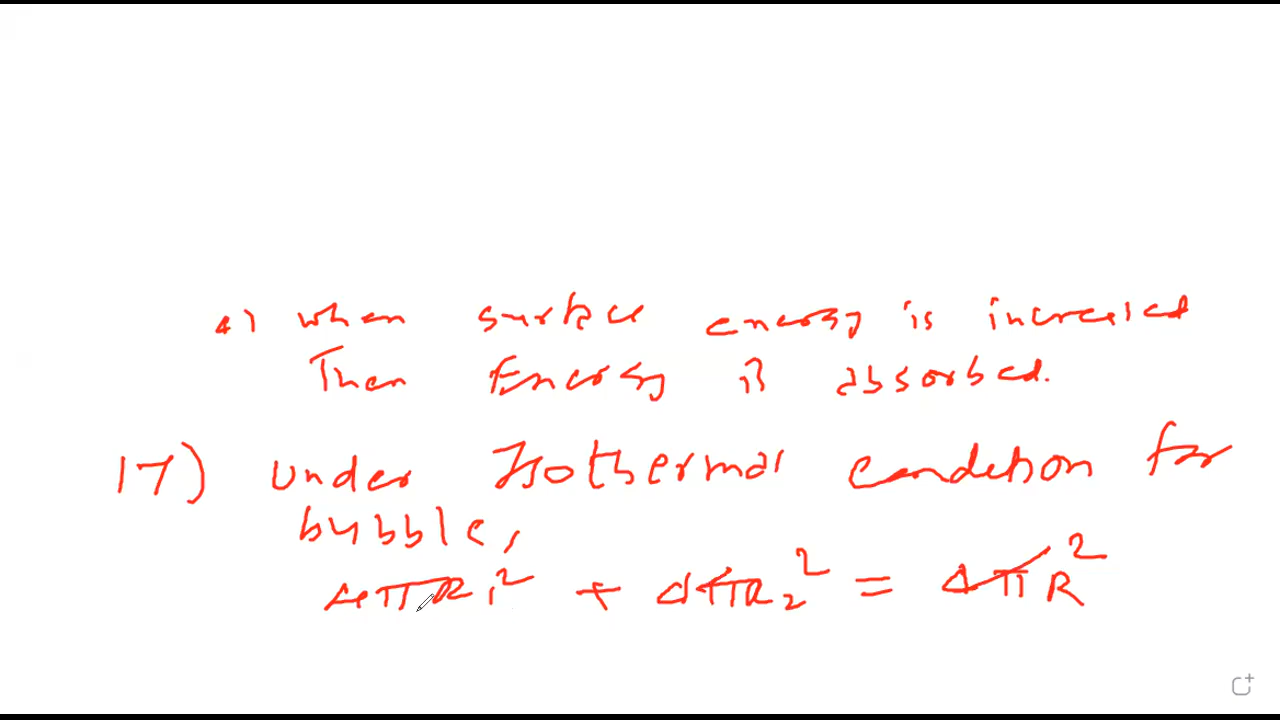 4) when surface energy is increased
Then Energy is absorbed.
17) under Isothermal condition for
bubble,
4πR₁² + 4πR₂² = 4πR²